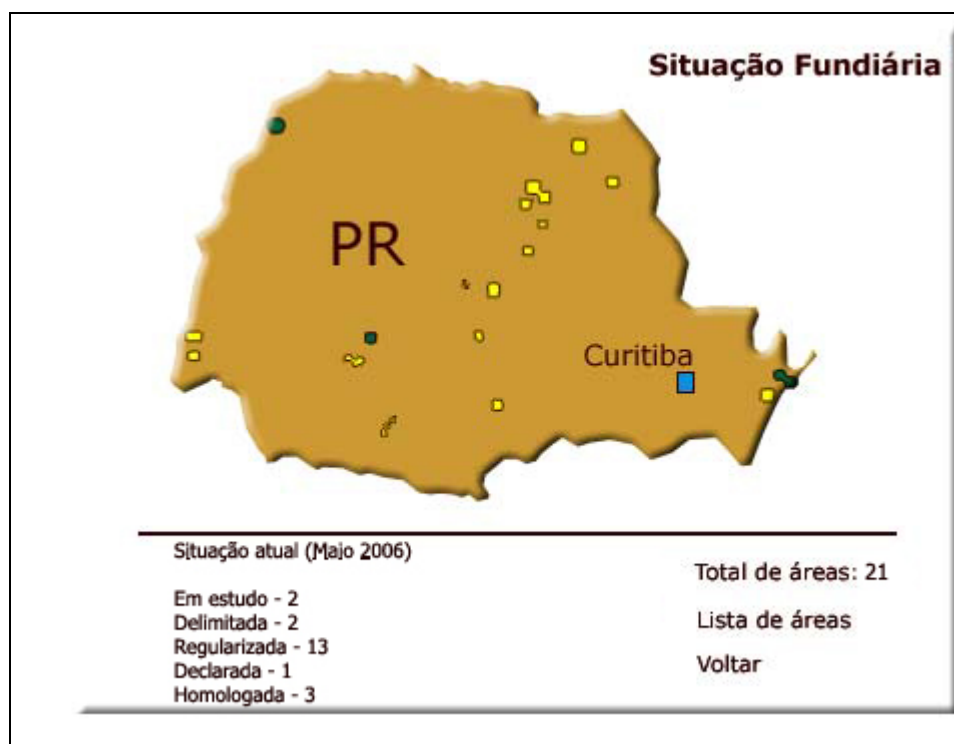 Situação Fundiária
PR
Curitiba
Situação atual (Maio 2006)
Em estudo - 2
Delimitada - 2
Regularizada - 13
Declarada - 1
Homologada - 3
Total de áreas: 21
Lista de áreas
Voltar